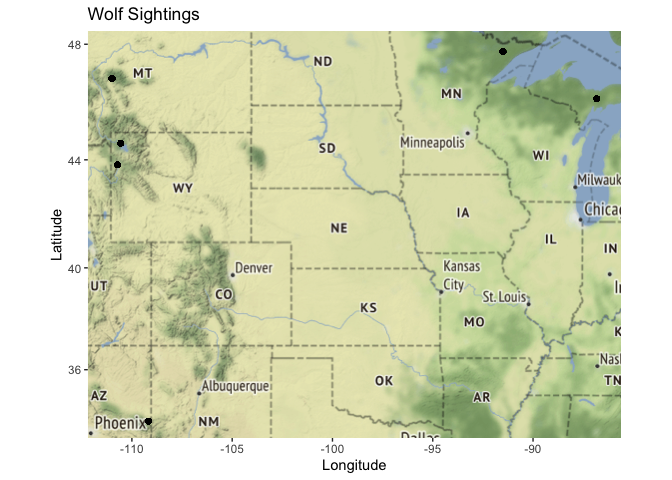 Wolf Sightings
48
ND
MT
MN
Minneapolis
SD
WI
44
Milwauk
WY
Chicag
NE
IA
IL
IN
40
Denver
Kansas
City
UT
CO
KS
St. Louis
MO
36
Nash
Albuquerque
OK
TN
AZ
AR
Phoenix
NM
Dallas
-110
-105
-100
-95
-90
Longitude
Latitude